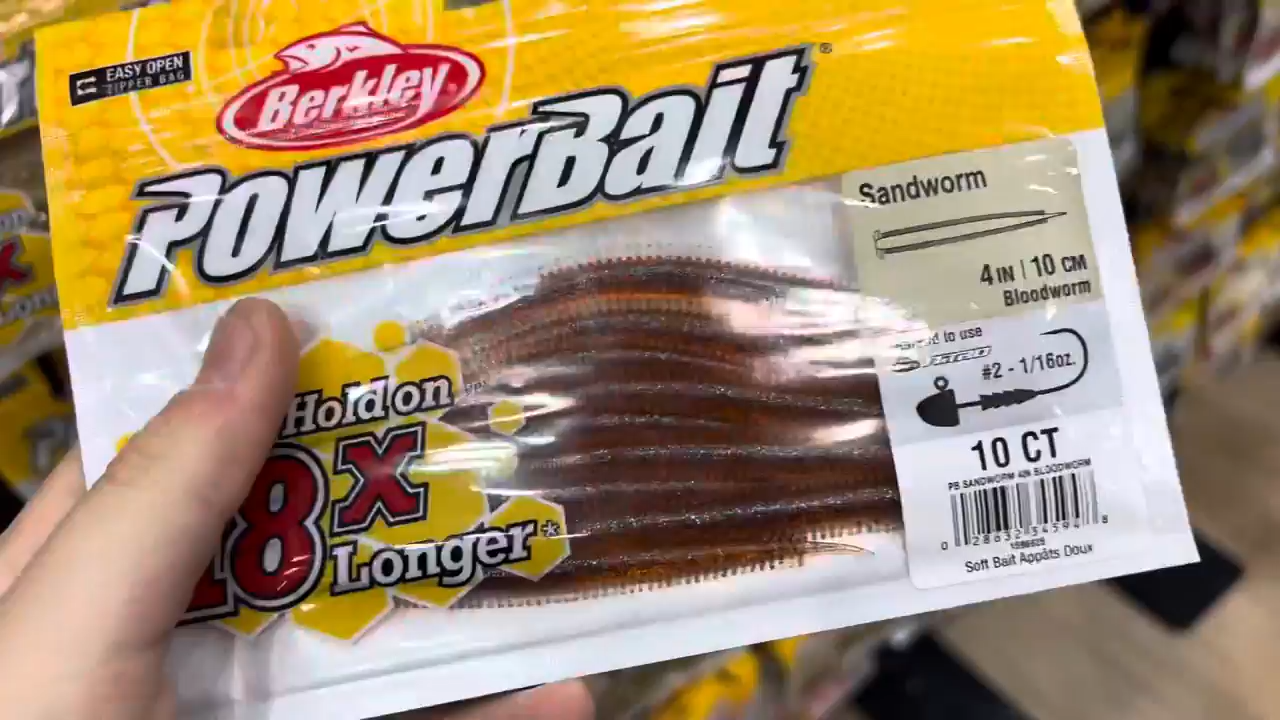 EASY OPEN
ZIPPER BAG
Berkley
PowerBait®
Sandworm
4 IN | 10 CM
Bloodworm
to use
#2 - 1/16oz.
Hold on
18x
Longer*
10 CT
PB SANDWORM 4IN BLOODWORM
Soft Bait Appâts Doux